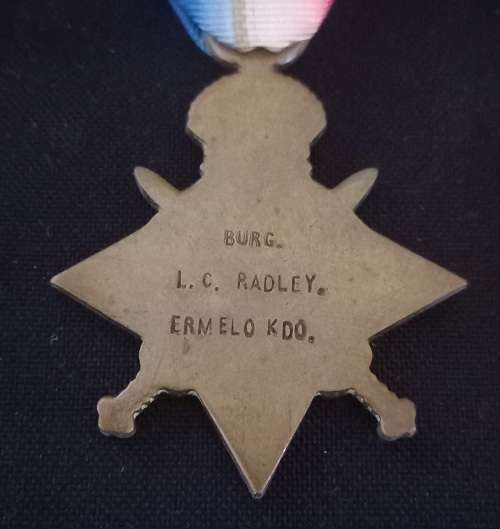 BURG.
L. C. RADLEY.
ERMELO KDO.